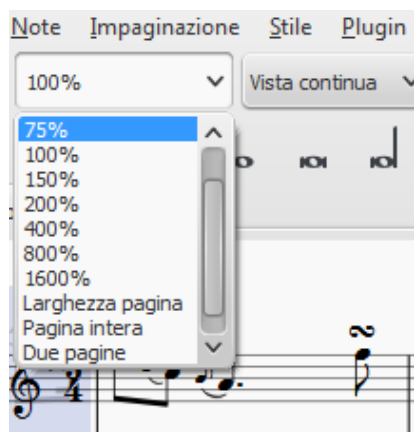 Note Impaginazione Stile Plugin
100% Vista continua
75%
100%
150%
200%
400%
800%
1600%
Larghezza pagina
Pagina intera
Due pagine
4